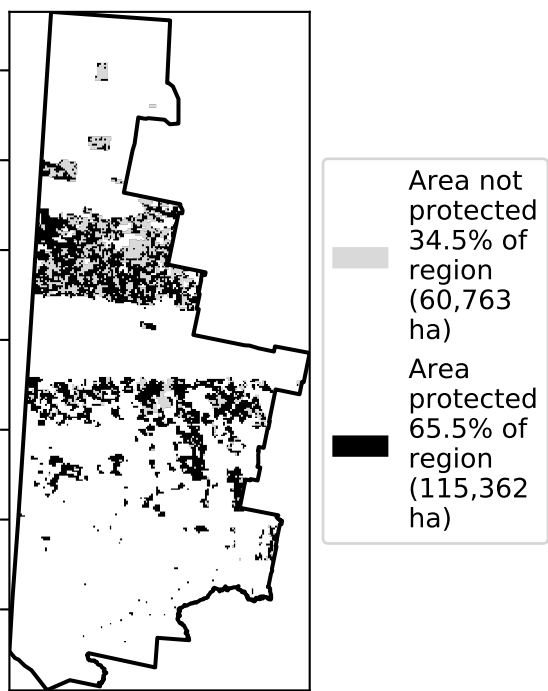 Area not
protected
34.5% of
region
(60,763
ha)
Area
protected
65.5% of
region
(115,362
ha)